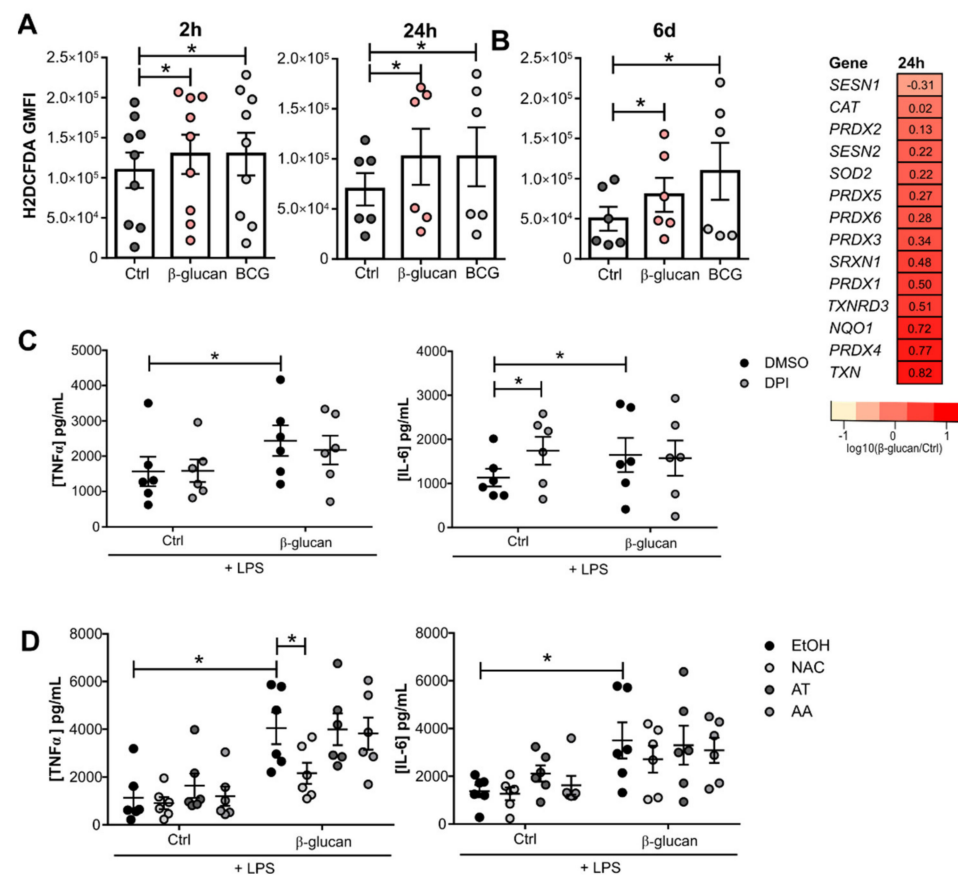 A
2h
24h
H2DCFDA GMFI
2.5×10⁵
2.0×10⁵
1.5×10⁵
1.0×10⁵
5.0×10⁴
0
*
*
Ctrl
β-glucan
BCG
2.0×10⁵
1.5×10⁵
1.0×10⁵
5.0×10⁴
0
*
*
Ctrl
β-glucan
BCG
B
6d
2.5×10⁵
2.0×10⁵
1.5×10⁵
1.0×10⁵
5.0×10⁴
0
*
*
Ctrl
β-glucan
BCG
Gene 24h
SESN1 -0.31
CAT 0.02
PRDX2 0.13
SESN2 0.22
SOD2 0.22
PRDX5 0.27
PRDX6 0.28
PRDX3 0.34
SRXN1 0.48
PRDX1 0.50
TXNRD3 0.51
NQO1 0.72
PRDX4 0.77
TXN 0.82
-1 0 1
log10(β-glucan/Ctrl)
C
[TNFα] pg/mL
5000
4000
3000
2000
1000
0
*
Ctrl
β-glucan
+ LPS
[IL-6] pg/mL
4000
3000
2000
1000
0
*
*
Ctrl
β-glucan
+ LPS
DMSO
DPI
D
[TNFα] pg/mL
8000
6000
4000
2000
0
*
*
Ctrl
β-glucan
+ LPS
[IL-6] pg/mL
8000
6000
4000
2000
0
*
Ctrl
β-glucan
+ LPS
EtOH
NAC
AT
AA